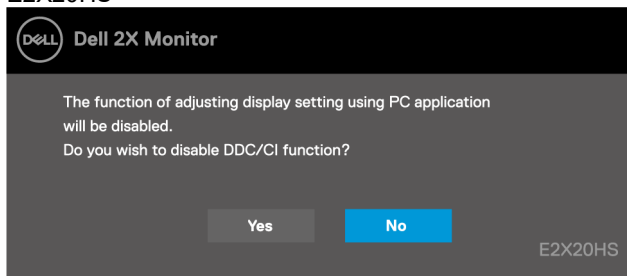 E2X20HS
DELL Dell 2X Monitor
The function of adjusting display setting using PC application
will be disabled.
Do you wish to disable DDC/CI function?
Yes No
E2X20HS